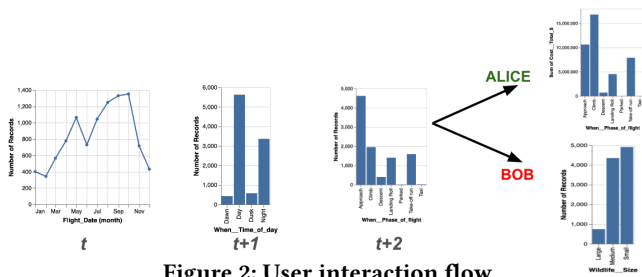 1,400
1,200
1,000
800
600
400
200
0
Number of Records
Jan Mar May Jul Sep Nov
Flight_Date (month)
t
6,000
5,000
4,000
3,000
2,000
1,000
0
Number of Records
Dawn
Day
Dusk
Night
When__Time_of_day
t+1
6,000
5,000
4,000
3,000
2,000
1,000
0
Number of Records
Approach
Climb
Descent
Landing Roll
Parked
Take-off run
Taxi
When__Phase_of_flight
t+2
ALICE
BOB
15,000,000
10,000,000
5,000,000
0
Sum of Cost__Total_$
Approach
Climb
Descent
Landing Roll
Parked
Take-off run
Taxi
When__Phase_of_flight
5,000
4,000
3,000
2,000
1,000
0
Number of Records
Large
Medium
Small
Wildlife__Size
Figure 2: User interaction flow